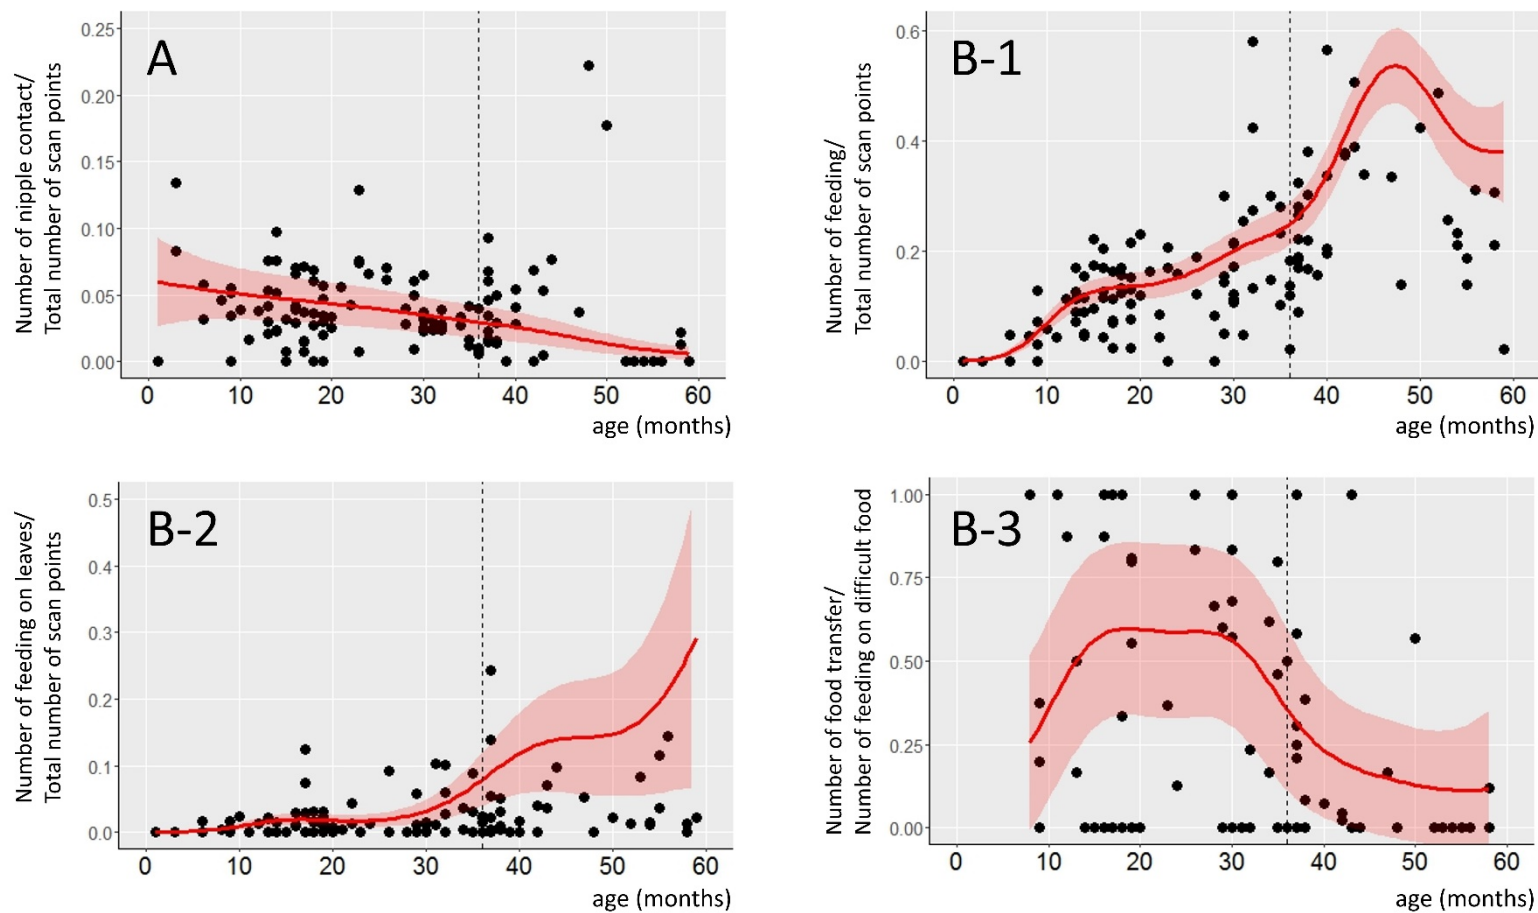 A
Number of nipple contact/
Total number of scan points
0.25
0.20
0.15
0.10
0.05
0.00
0 10 20 30 40 50 60
age (months)
B-1
Number of feeding/
Total number of scan points
0.6
0.4
0.2
0.0
0 10 20 30 40 50 60
age (months)
B-2
Number of feeding on leaves/
Total number of scan points
0.5
0.4
0.3
0.2
0.1
0.0
0 10 20 30 40 50 60
age (months)
B-3
Number of food transfer/
Number of feeding on difficult food
1.00
0.75
0.50
0.25
0.00
0 10 20 30 40 50 60
age (months)